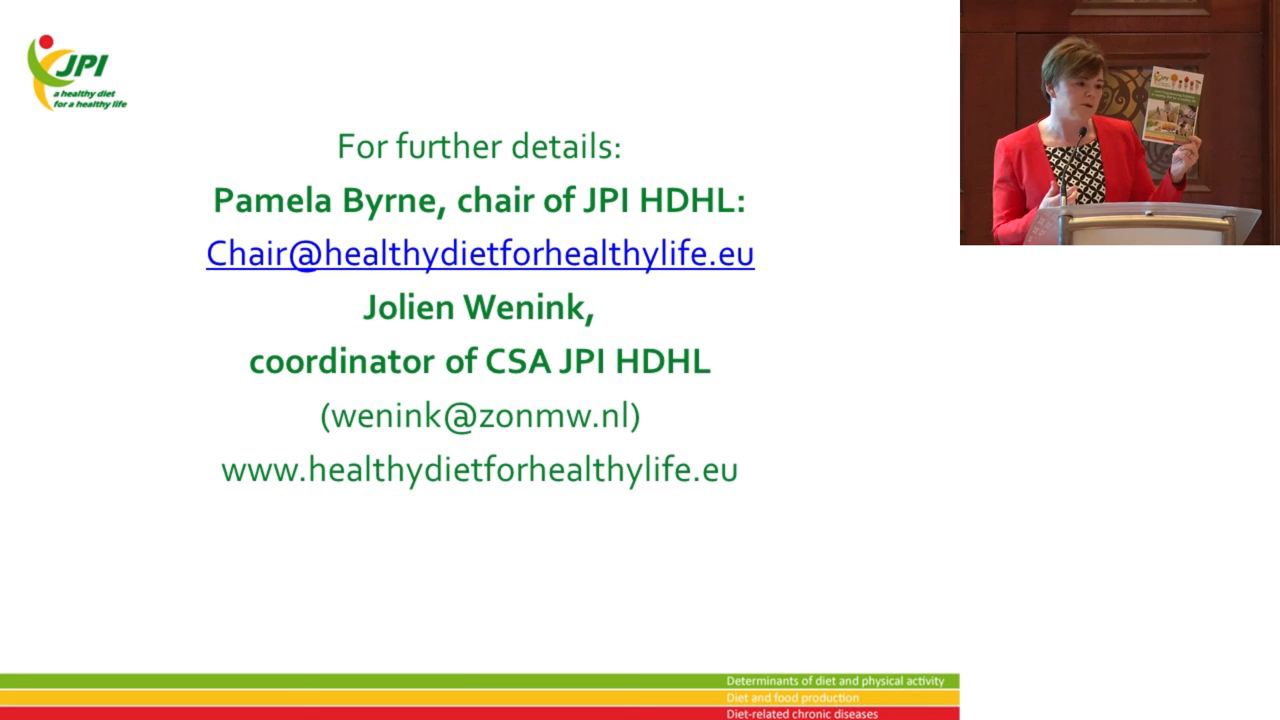 JPI
a healthy diet
for a healthy life
For further details:
Pamela Byrne, chair of JPI HDHL:
Chair@healthydietforhealthylife.eu
Jolien Wenink,
coordinator of CSA JPI HDHL
(wenink@zonmw.nl)
www.healthydietforhealthylife.eu
Determinants of diet and physical activity
Diet and food production
Diet-related chronic diseases